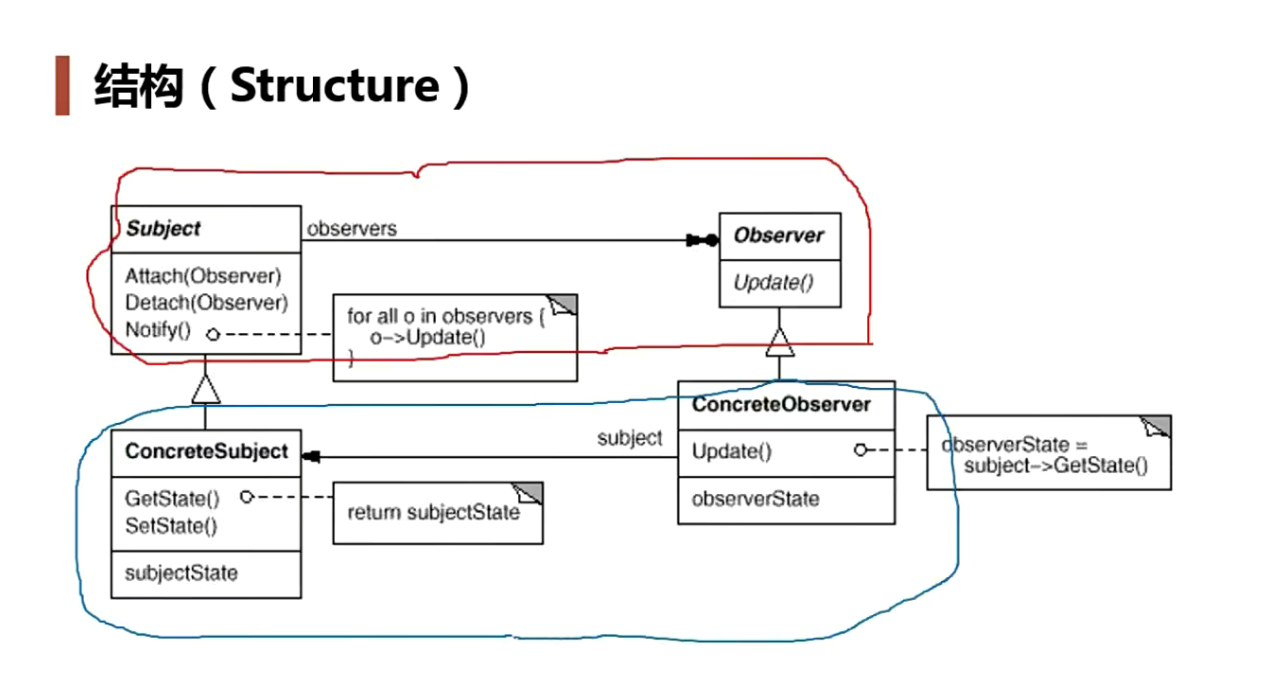 结构（Structure）
Subject
Attach(Observer)
Detach(Observer)
Notify()
observers
for all o in observers {
o->Update()
}
Observer
Update()
ConcreteSubject
GetState()
SetState()
subjectState
return subjectState
subject
ConcreteObserver
Update()
observerState
observerState =
subject->GetState()